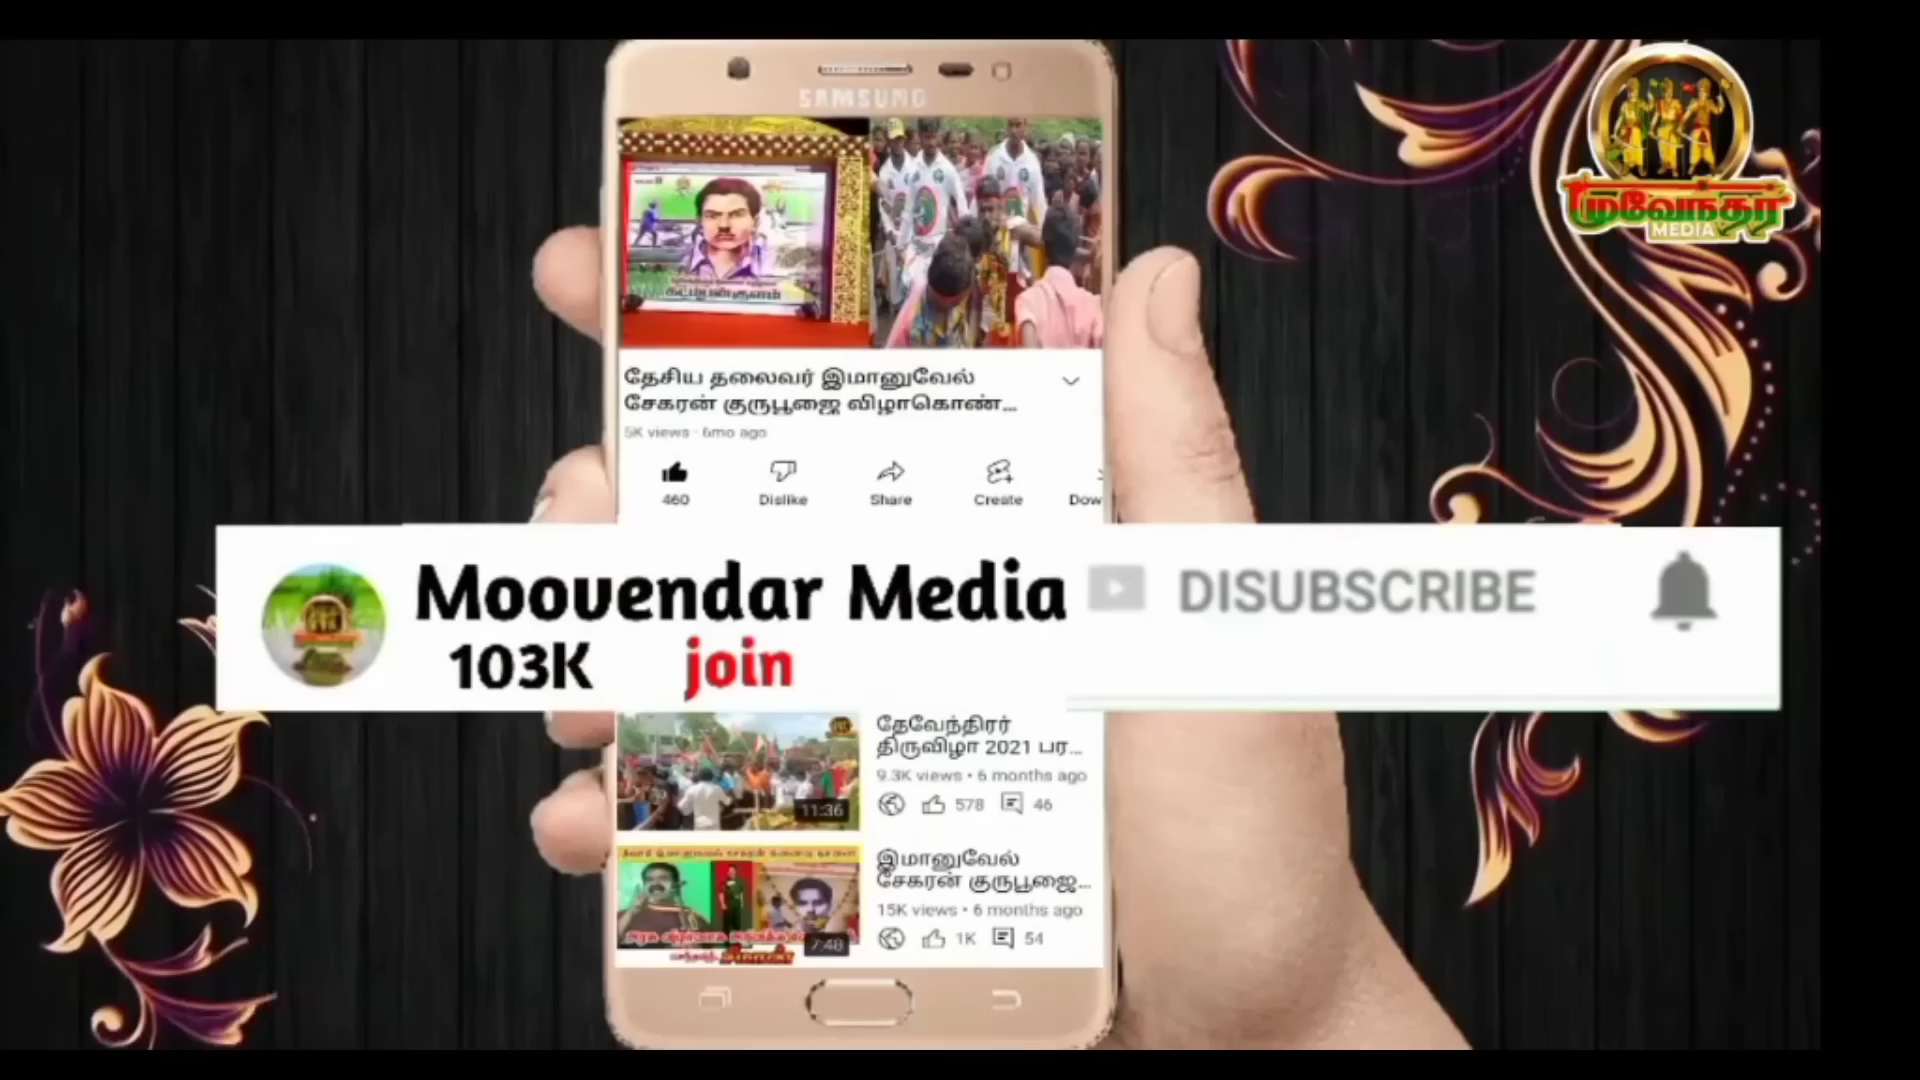 SAMSUNG
மூவேந்தர்
MEDIA
தேசிய தலைவர் இமானுவேல்
சேகரன் குருபூஜை விழாகொண்...
5K views · 6mo ago
460
Dislike
Share
Create
Dow
Moovendar Media
DISUBSCRIBE
103K
join
தேவேந்திரர்
திருவிழா 2021 பர...
9.3K views • 6 months ago
578
46
11:36
இமானுவேல்
சேகரன் குருபூஜை...
15K views • 6 months ago
1K
54
7:48